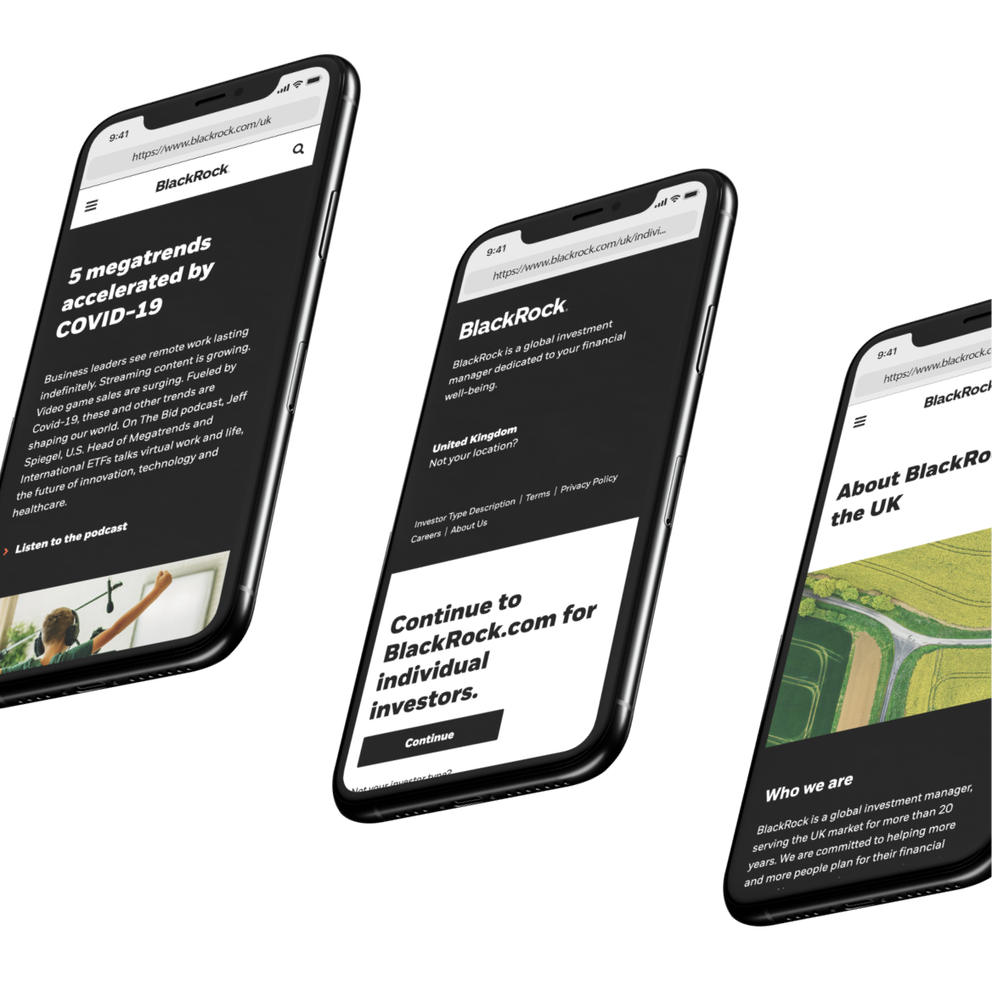 9:41
https://www.blackrock.com/uk
BlackRock
5 megatrends
accelerated by
COVID-19
Business leaders see remote work lasting
indefinitely. Streaming content is growing.
Video game sales are surging. Fueled by
Covid-19, these and other trends are
shaping our world. On The Bid podcast, Jeff
Spiegel, U.S. Head of Megatrends and
International ETFs talks virtual work and life,
the future of innovation, technology and
healthcare.
Listen to the podcast
9:41
https://www.blackrock.com/uk/indivi...
BlackRock
BlackRock is a global investment
manager dedicated to your financial
well-being.
United Kingdom
Not your location?
Investor Type Description | Terms | Privacy Policy
Careers | About Us
Continue to
BlackRock.com for
individual
investors.
Continue
Not your investor type?
9:41
https://www.blackrock.c
BlackRock
About BlackRo
the UK
Who we are
BlackRock is a global investment manager,
serving the UK market for more than 20
years. We are committed to helping more
and more people plan for their financial